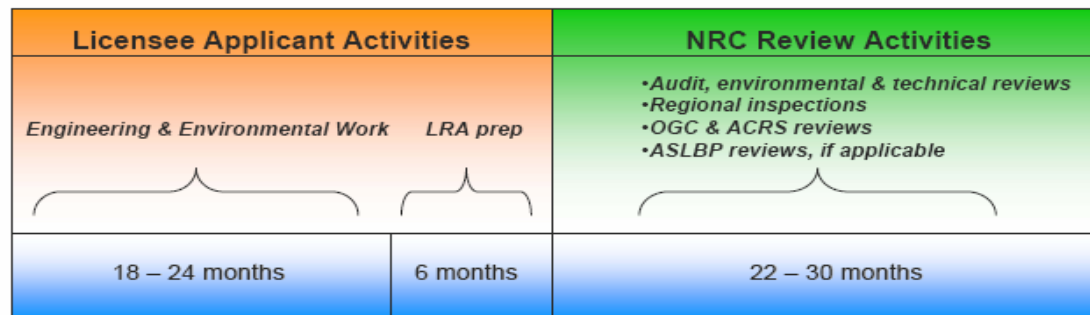 Licensee Applicant Activities
NRC Review Activities
Engineering & Environmental Work
LRA prep
•Audit, environmental & technical reviews
•Regional inspections
•OGC & ACRS reviews
•ASLBP reviews, if applicable
18 – 24 months
6 months
22 – 30 months